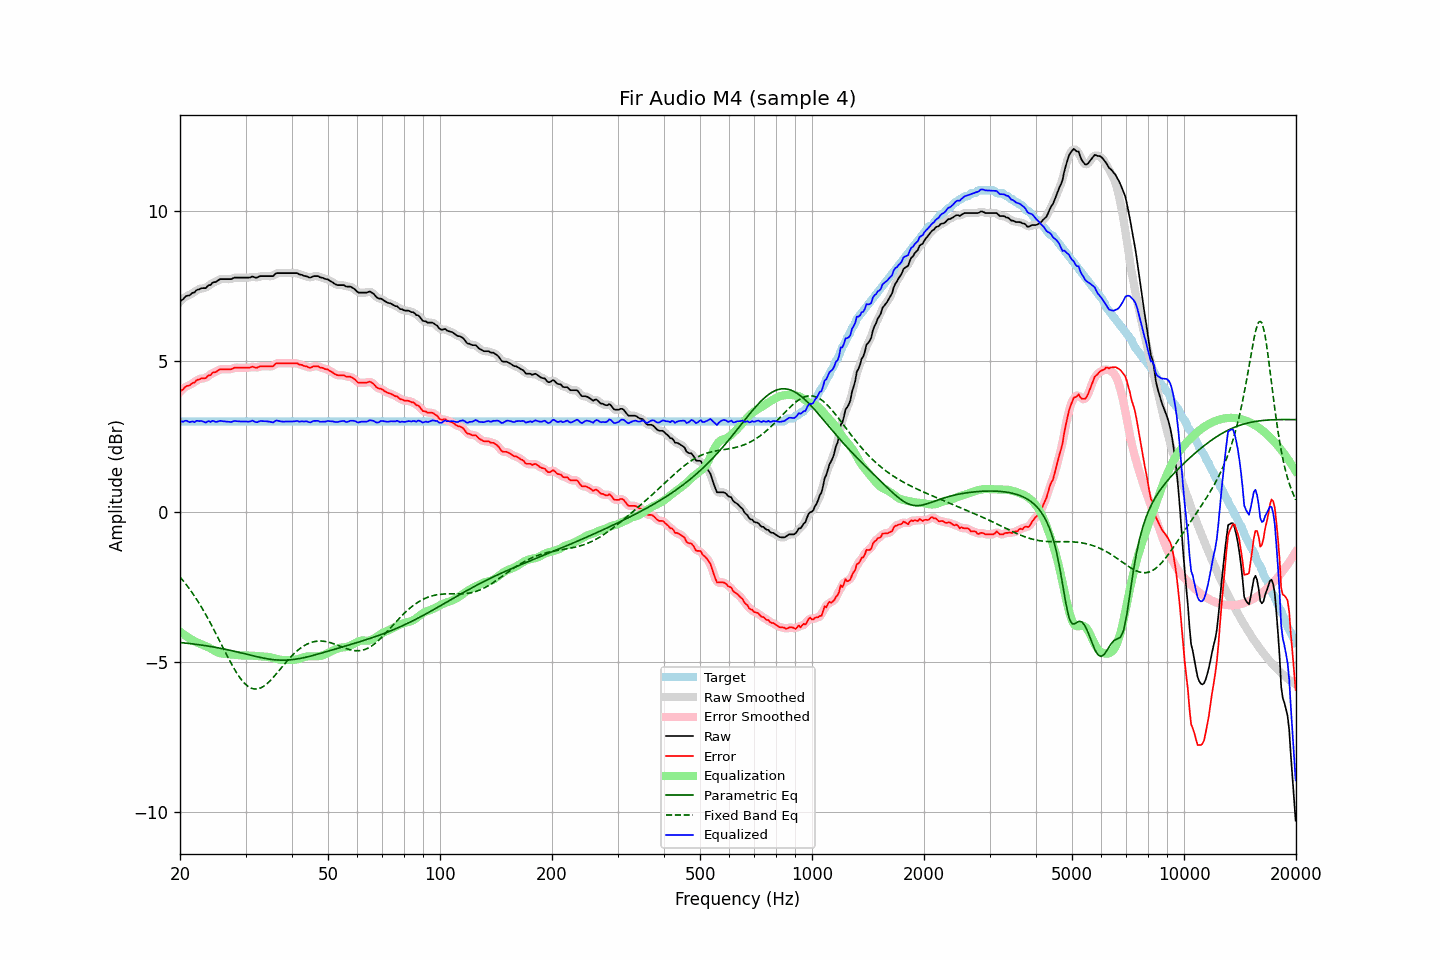 Fir Audio M4 (sample 4)
Amplitude (dBr)
10
5
0
−5
−10
20
50
100
200
500
1000
2000
5000
10000
20000
Frequency (Hz)
Target
Raw Smoothed
Error Smoothed
Raw
Error
Equalization
Parametric Eq
Fixed Band Eq
Equalized